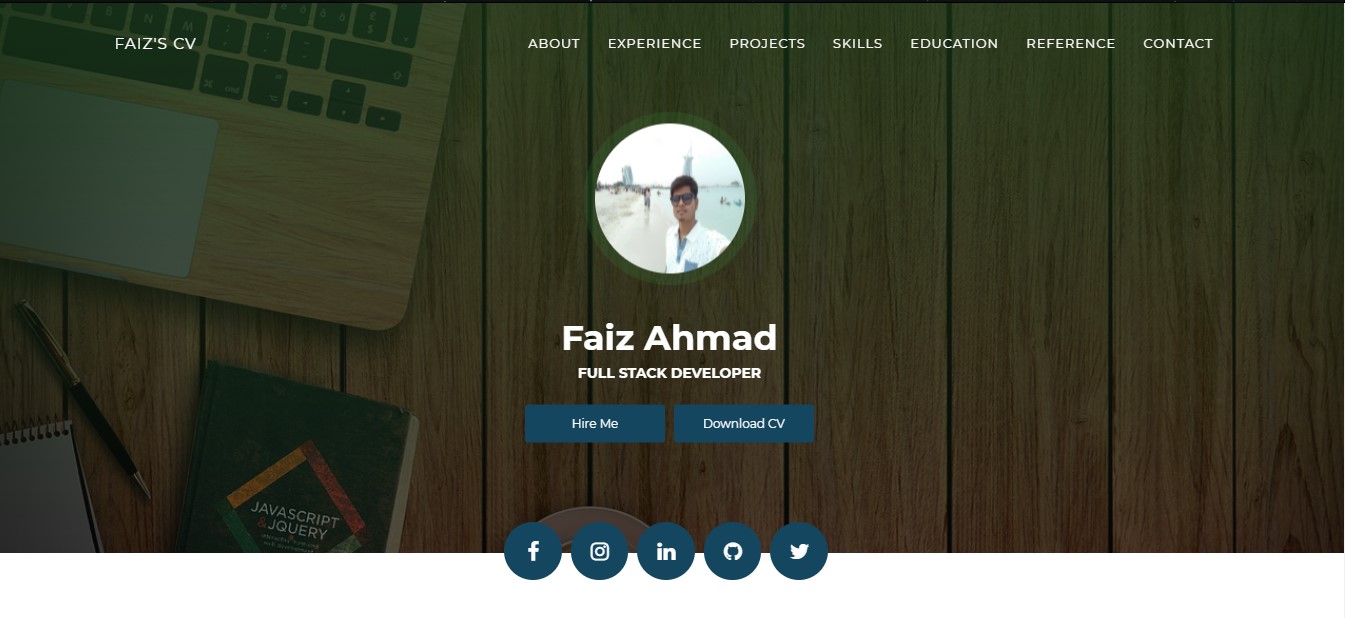 FAIZ'S CV
ABOUT EXPERIENCE PROJECTS SKILLS EDUCATION REFERENCE CONTACT
Faiz Ahmad
FULL STACK DEVELOPER
Hire Me
Download CV
JAVASCRIPT
&JQUERY